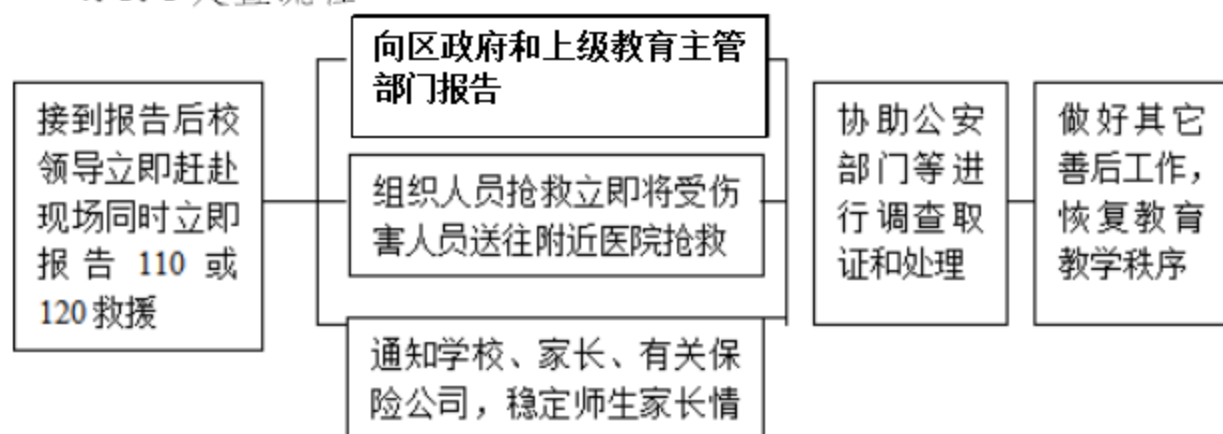 接到报告后校
领导立即赶赴
现场同时立即
报告 110 或
120救援
向区政府和上级教育主管
部门报告
组织人员抢救立即将受伤
害人员送往附近医院抢救
通知学校、家长、有关保
险公司，稳定师生家长情
协助公安
部门等进
行调查取
证和处理
做好其它
善后工作，
恢复教育
教学秩序